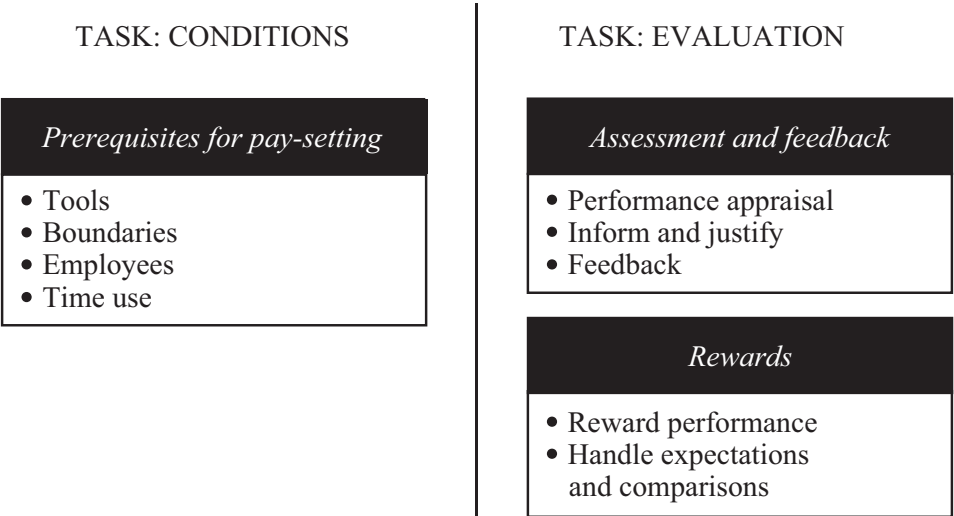 TASK: CONDITIONS
Prerequisites for pay-setting
• Tools
• Boundaries
• Employees
• Time use
TASK: EVALUATION
Assessment and feedback
• Performance appraisal
• Inform and justify
• Feedback
Rewards
• Reward performance
• Handle expectations
and comparisons